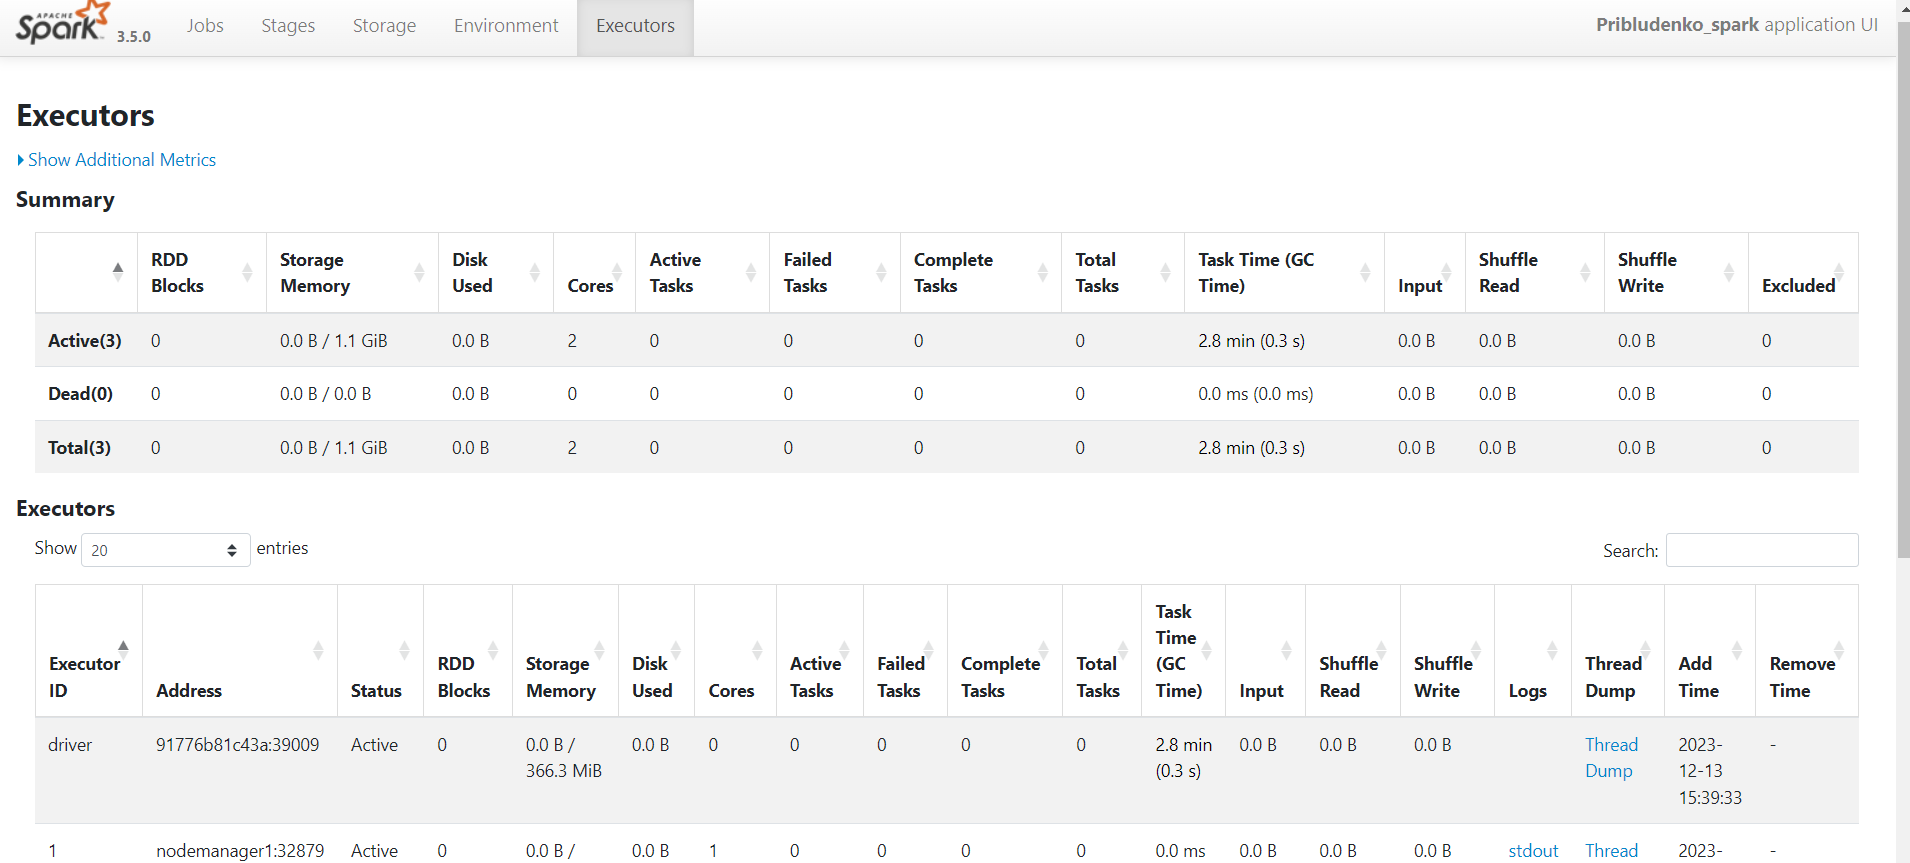 APACHE
Spark 3.5.0 Jobs Stages Storage Environment Executors Pribludenko_spark application UI
Executors
Show Additional Metrics
Summary
RDD Blocks Storage Memory Disk Used Cores Active Tasks Failed Tasks Complete Tasks Total Tasks Task Time (GC Time) Input Shuffle Read Shuffle Write Excluded
Active(3) 0 0.0 B / 1.1 GiB 0.0 B 2 0 0 0 0 2.8 min (0.3 s) 0.0 B 0.0 B 0.0 B 0
Dead(0) 0 0.0 B / 0.0 B 0.0 B 0 0 0 0 0 0.0 ms (0.0 ms) 0.0 B 0.0 B 0.0 B 0
Total(3) 0 0.0 B / 1.1 GiB 0.0 B 2 0 0 0 0 2.8 min (0.3 s) 0.0 B 0.0 B 0.0 B 0
Executors
Show 20 entries Search:
Executor ID Address Status RDD Blocks Storage Memory Disk Used Cores Active Tasks Failed Tasks Complete Tasks Total Tasks Task Time (GC Time) Input Shuffle Read Shuffle Write Logs Thread Dump Add Time Remove Time
driver 91776b81c43a:39009 Active 0 0.0 B / 366.3 MiB 0.0 B 0 0 0 0 0 2.8 min (0.3 s) 0.0 B 0.0 B 0.0 B Thread Dump 2023-12-13 15:39:33 -
1 nodemanager1:32879 Active 0 0.0 B / 0.0 B 1 0 0 0 0 0.0 ms 0.0 B 0.0 B 0.0 B stdout Thread 2023- -